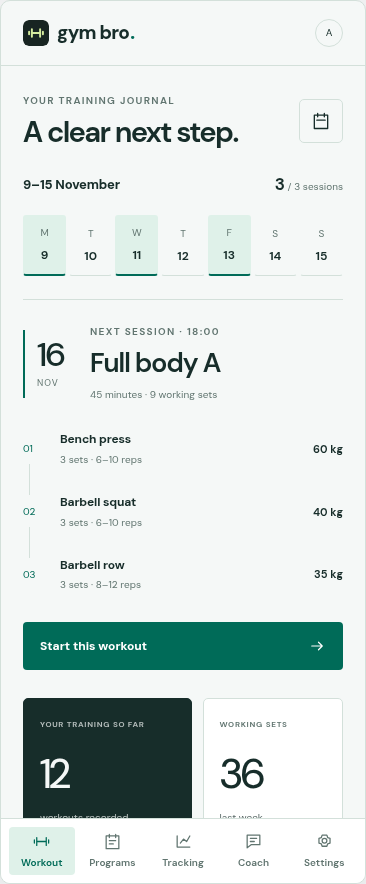 gym bro.
A
YOUR TRAINING JOURNAL
A clear next step.
9–15 November
3 / 3 sessions
M T W T F S S
9 10 11 12 13 14 15
16
NOV
NEXT SESSION · 18:00
Full body A
45 minutes · 9 working sets
01
Bench press
3 sets · 6–10 reps
60 kg
02
Barbell squat
3 sets · 6–10 reps
40 kg
03
Barbell row
3 sets · 8–12 reps
35 kg
Start this workout
YOUR TRAINING SO FAR
12
workouts recorded
WORKING SETS
36
last week
Workout Programs Tracking Coach Settings